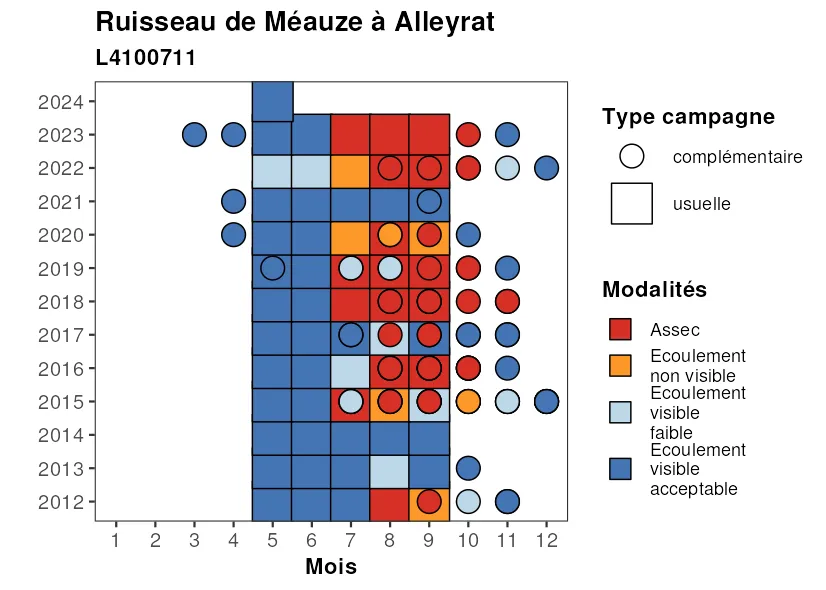 Ruisseau de Méauze à Alleyrat
L4100711
2024
2023
2022
2021
2020
2019
2018
2017
2016
2015
2014
2013
2012
1 2 3 4 5 6 7 8 9 10 11 12
Mois
Type campagne
complémentaire
usuelle
Modalités
Assec
Ecoulement
non visible
Ecoulement
visible
faible
Ecoulement
visible
acceptable